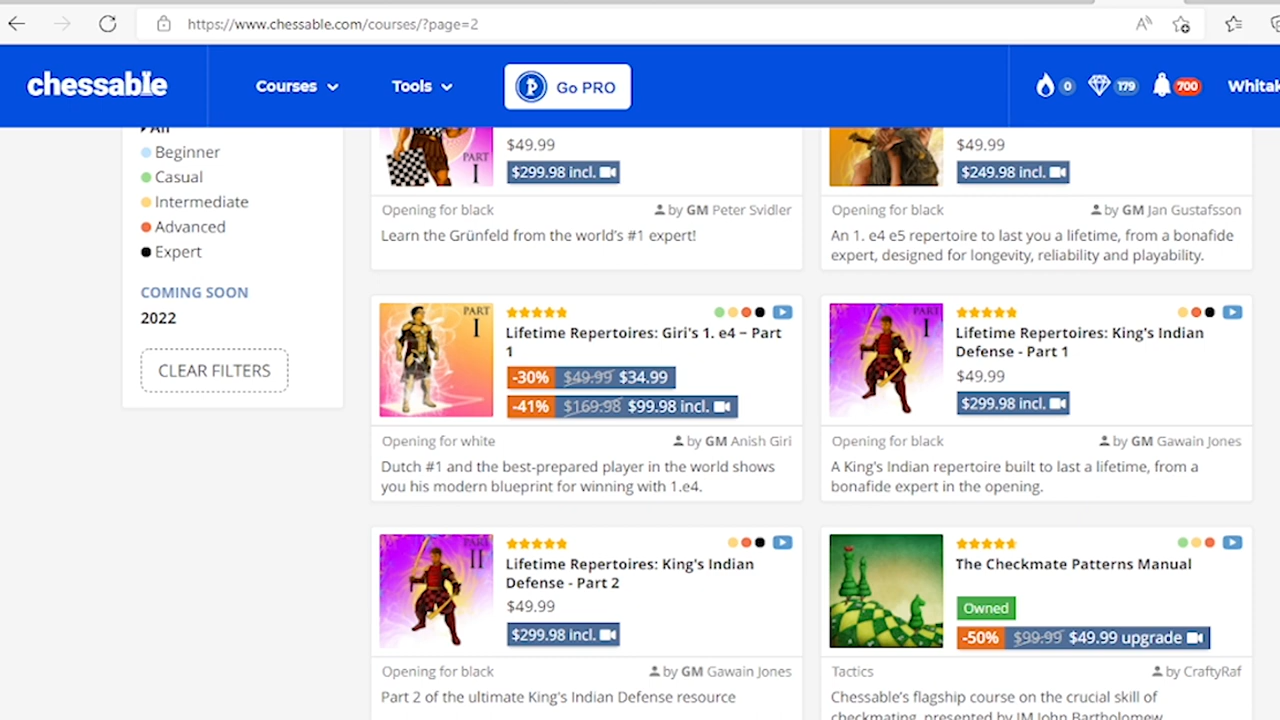 https://www.chessable.com/courses/?page=2
chessable
Courses
Tools
Go PRO
0
179
700
Whitak
All
Beginner
Casual
Intermediate
Advanced
Expert
COMING SOON
2022
CLEAR FILTERS
PART
I
$49.99
$299.98 incl.
Opening for black
by GM Peter Svidler
Learn the Grünfeld from the world's #1 expert!
$49.99
$249.98 incl.
Opening for black
by GM Jan Gustafsson
An 1. e4 e5 repertoire to last you a lifetime, from a bonafide
expert, designed for longevity, reliability and playability.
PART
I
Lifetime Repertoires: Giri's 1. e4 – Part
1
-30% $49.99 $34.99
-41% $169.98 $99.98 incl.
Opening for white
by GM Anish Giri
Dutch #1 and the best-prepared player in the world shows
you his modern blueprint for winning with 1.e4.
PART
I
Lifetime Repertoires: King's Indian
Defense - Part 1
$49.99
$299.98 incl.
Opening for black
by GM Gawain Jones
A King's Indian repertoire built to last a lifetime, from a
bonafide expert in the opening.
PART
II
Lifetime Repertoires: King's Indian
Defense - Part 2
$49.99
$299.98 incl.
Opening for black
by GM Gawain Jones
Part 2 of the ultimate King's Indian Defense resource
The Checkmate Patterns Manual
Owned
-50% $99.99 $49.99 upgrade
Tactics
by CraftyRaf
Chessable's flagship course on the crucial skill of
checkmating, presented by IM John Bartholomew